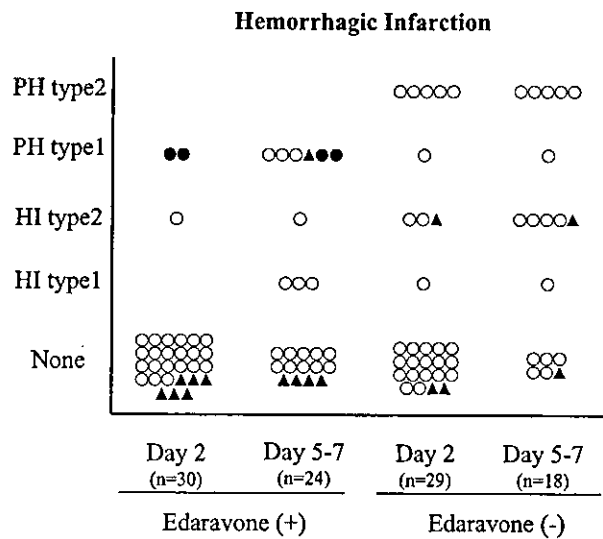 Hemorrhagic Infarction
PH type2
PH type1
HI type2
HI type1
None
Day 2 Day 5-7 Day 2 Day 5-7
(n=30) (n=24) (n=29) (n=18)
Edaravone (+) Edaravone (-)